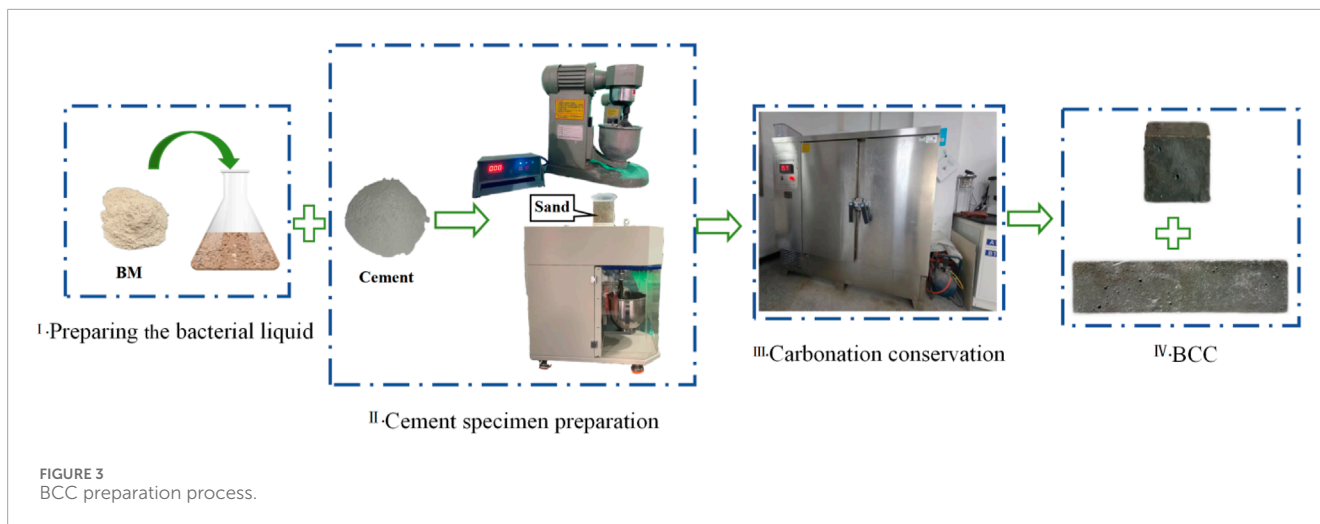 Sand
BM
Cement
I.Preparing the bacterial liquid
II.Cement specimen preparation
III.Carbonation conservation
IV.BCC
FIGURE 3
BCC preparation process.